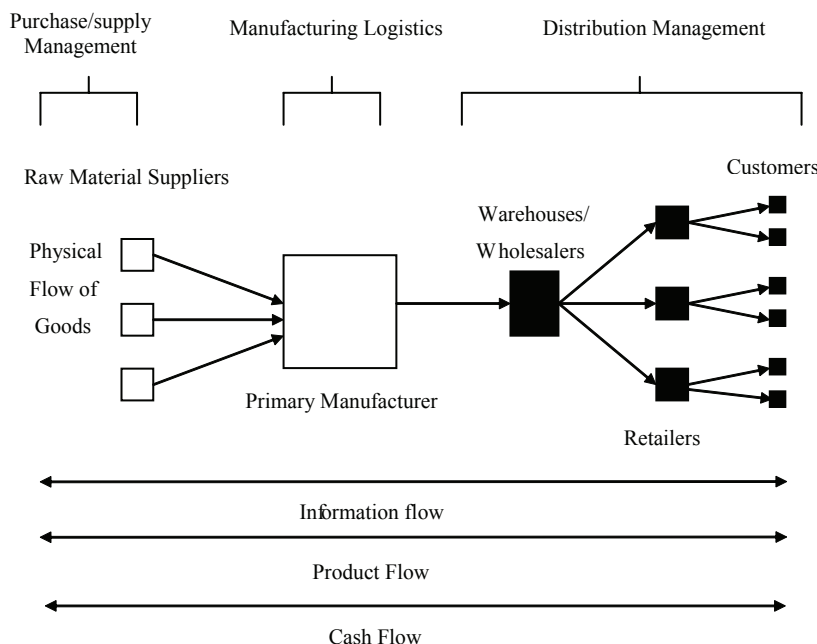 Purchase/supply
Management
Manufacturing Logistics
Distribution Management
Raw Material Suppliers
Customers
Warehouses/
Wholesalers
Physical
Flow of
Goods
Primary Manufacturer
Retailers
Information flow
Product Flow
Cash Flow